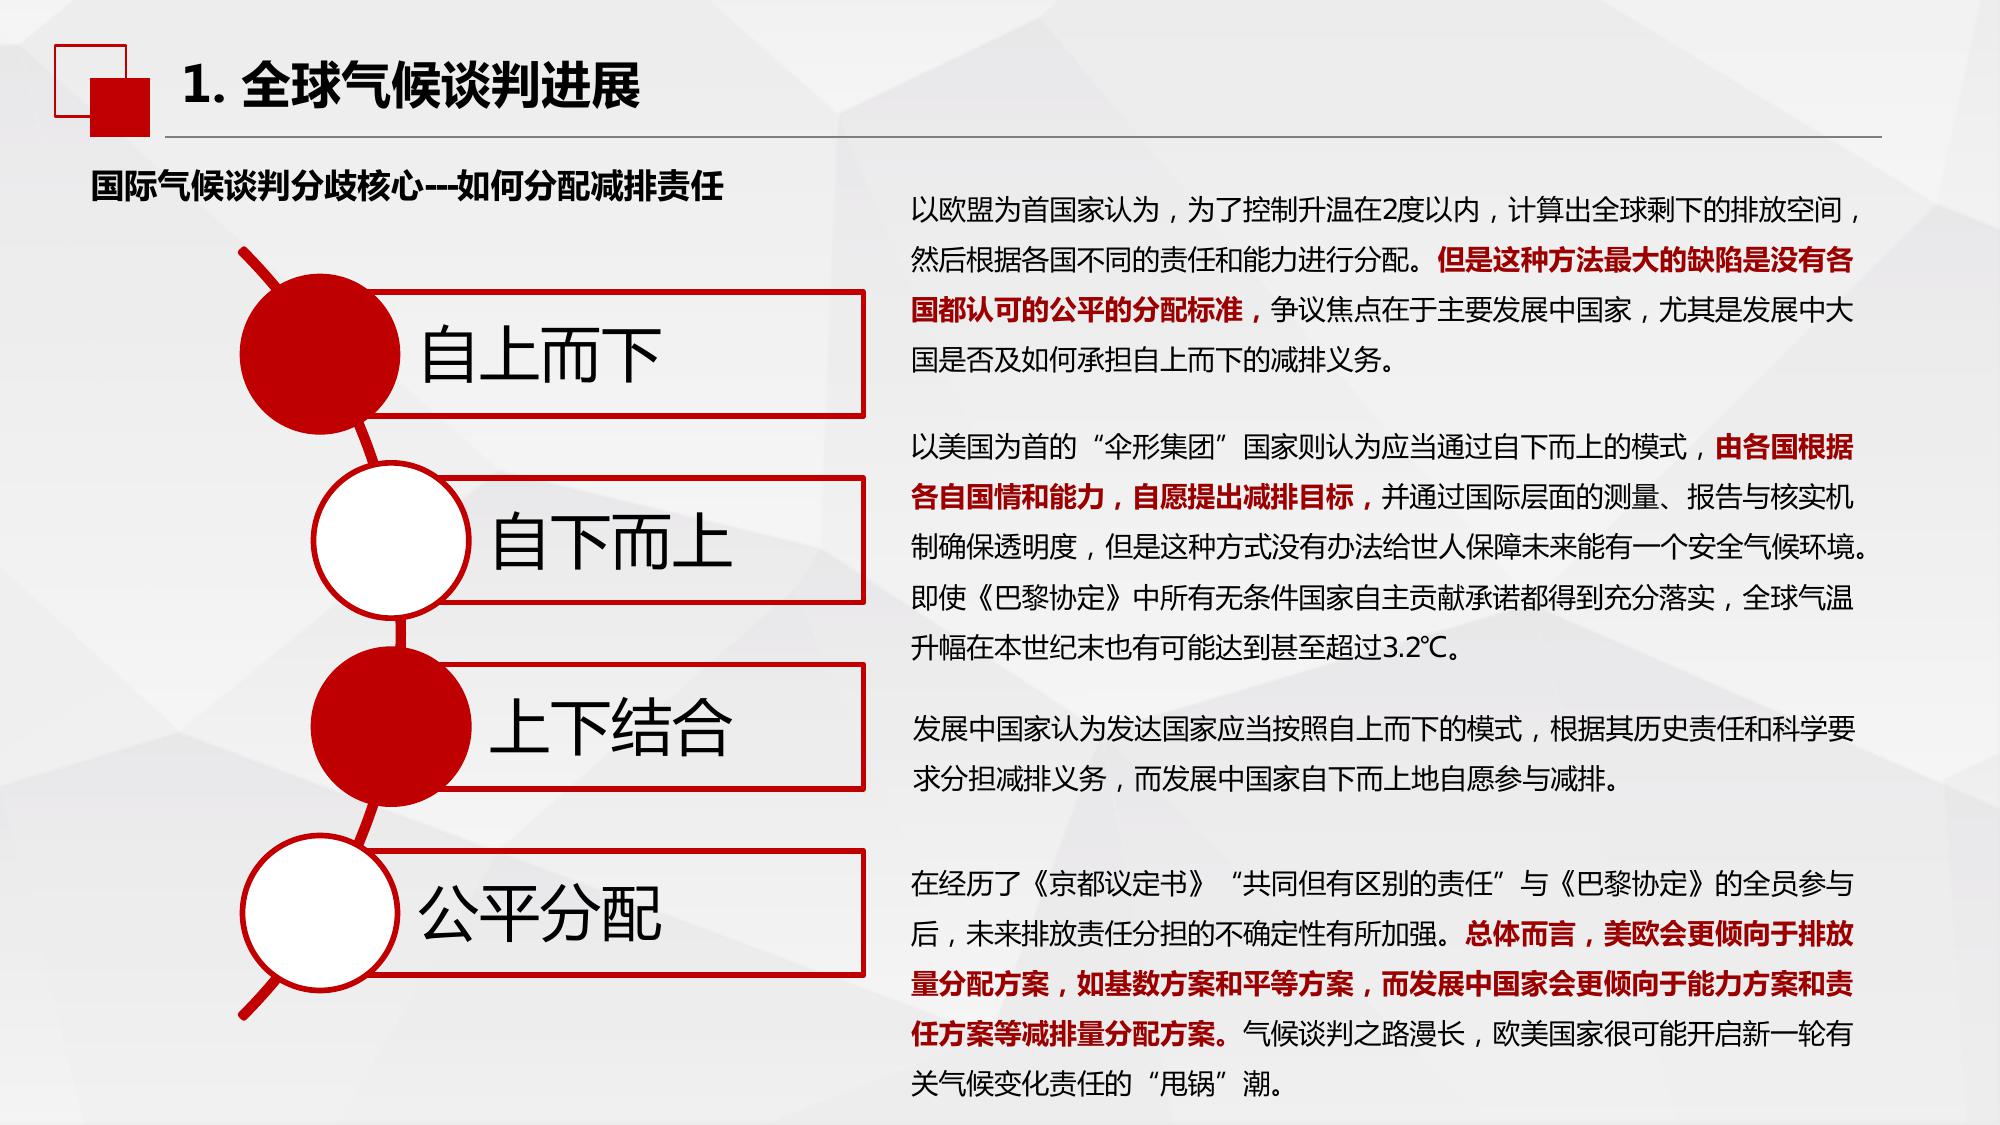 1. 全球气候谈判进展
国际气候谈判分歧核心---如何分配减排责任
自上而下
自下而上
上下结合
公平分配
以欧盟为首国家认为，为了控制升温在2度以内，计算出全球剩下的排放空间，
然后根据各国不同的责任和能力进行分配。但是这种方法最大的缺陷是没有各
国都认可的公平的分配标准，争议焦点在于主要发展中国家，尤其是发展中大
国是否及如何承担自上而下的减排义务。
以美国为首的“伞形集团”国家则认为应当通过自下而上的模式，由各国根据
各自国情和能力，自愿提出减排目标，并通过国际层面的测量、报告与核实机
制确保透明度，但是这种方式没有办法给世人保障未来能有一个安全气候环境。
即使《巴黎协定》中所有无条件国家自主贡献承诺都得到充分落实，全球气温
升幅在本世纪末也有可能达到甚至超过3.2℃。
发展中国家认为发达国家应当按照自上而下的模式，根据其历史责任和科学要
求分担减排义务，而发展中国家自下而上地自愿参与减排。
在经历了《京都议定书》“共同但有区别的责任”与《巴黎协定》的全员参与
后，未来排放责任分担的不确定性有所加强。总体而言，美欧会更倾向于排放
量分配方案，如基数方案和平等方案，而发展中国家会更倾向于能力方案和责
任方案等减排量分配方案。气候谈判之路漫长，欧美国家很可能开启新一轮有
关气候变化责任的“甩锅”潮。